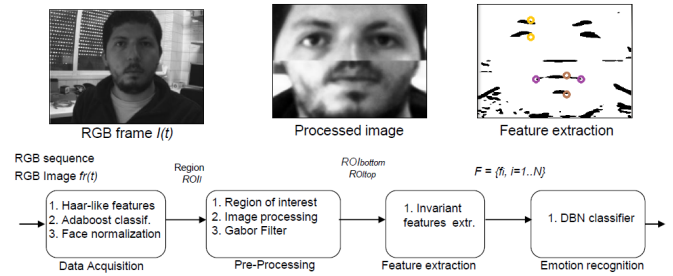 RGB frame I(t)
Processed image
Feature extraction
RGB sequence
RGB Image fr(t)
Region
ROII
ROIbottom
ROItop
F = {fi, i=1..N}
1. Haar-like features
2. Adaboost classif.
3. Face normalization
1. Region of interest
2. Image processing
3. Gabor Filter
1. Invariant
features extr.
1. DBN classifier
Data Acquisition
Pre-Processing
Feature extraction
Emotion recognition